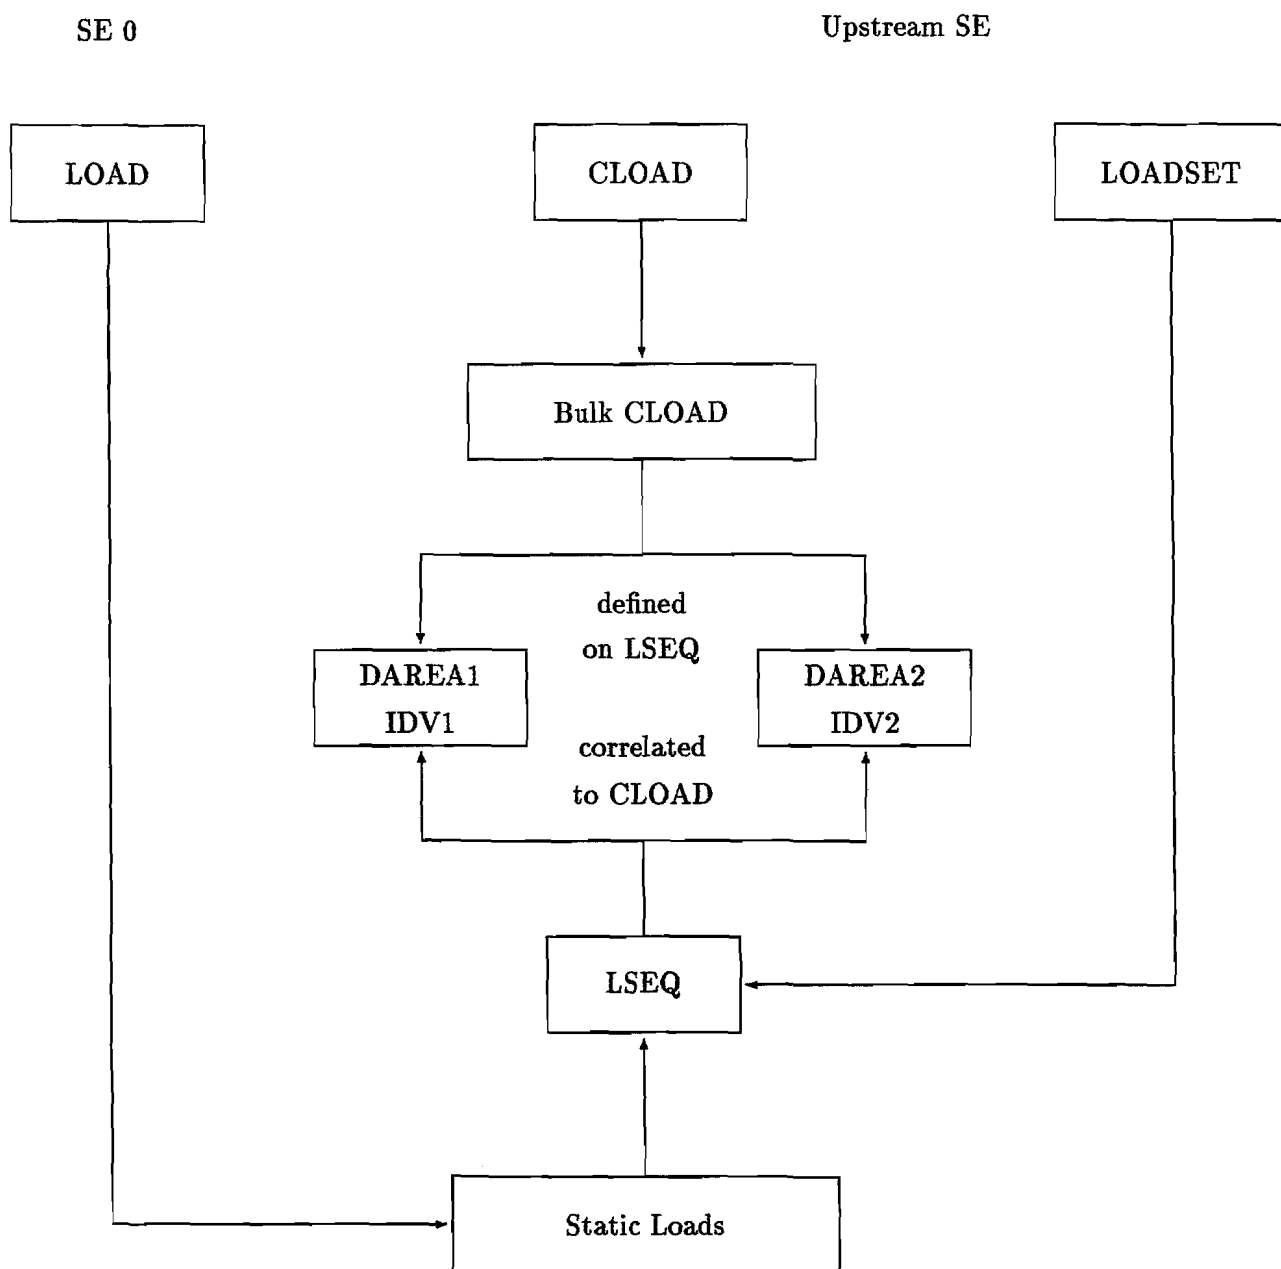 SE 0
Upstream SE
LOAD
CLOAD
LOADSET
Bulk CLOAD
defined
on LSEQ
DAREA1
IDV1
DAREA2
IDV2
correlated
to CLOAD
LSEQ
Static Loads